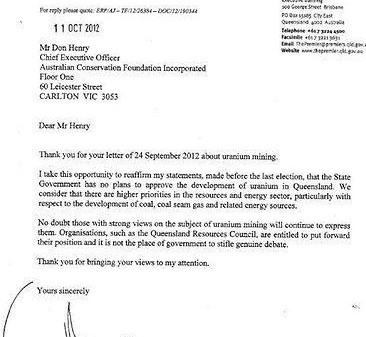 For reply please quote: ERP/AJ – TF/12/26384 – DOC/12/190344
Executive Building
100 George Street Brisbane
PO Box 15185 City East
Queensland 4002 Australia
Telephone +61 7 3224 4500
Facsimile +61 7 3221 3631
Email ThePremier@premiers.qld.gov.au
Website www.thepremier.qld.gov.au
11 OCT 2012
Mr Don Henry
Chief Executive Officer
Australian Conservation Foundation Incorporated
Floor One
60 Leicester Street
CARLTON VIC 3053
Dear Mr Henry
Thank you for your letter of 24 September 2012 about uranium mining.
I take this opportunity to reaffirm my statements, made before the last election, that the State
Government has no plans to approve the development of uranium in Queensland. We
consider that there are higher priorities in the resources and energy sector, particularly with
respect to the development of coal, coal seam gas and related energy sources.
No doubt those with strong views on the subject of uranium mining will continue to express
them. Organisations, such as the Queensland Resources Council, are entitled to put forward
their position and it is not the place of government to stifle genuine debate.
Thank you for bringing your views to my attention.
Yours sincerely